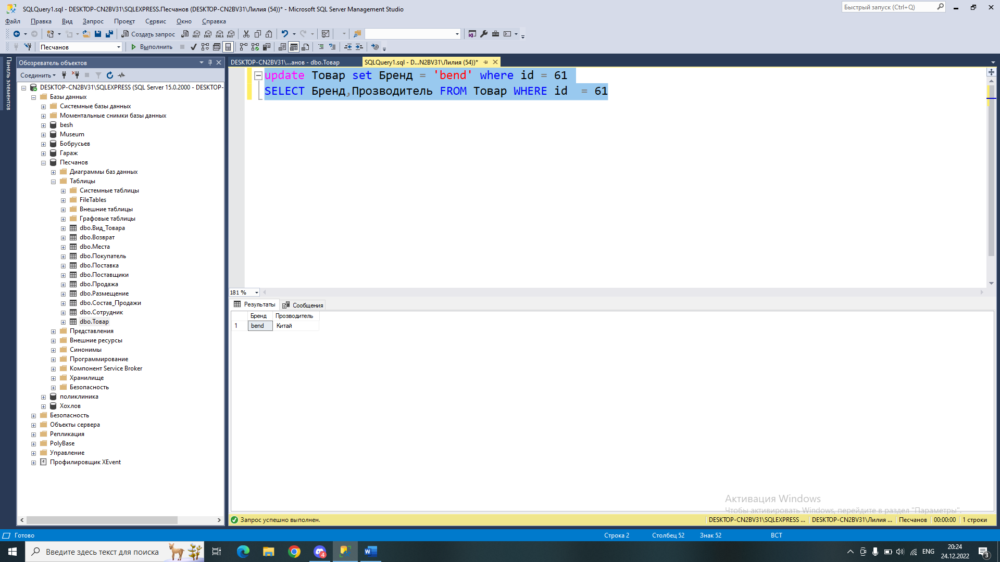 SQLQuery1.sql - DESKTOP-CN2BV31\SQLEXPRESS.Песчанов (DESKTOP-CN2BV31\Лилия (54))* - Microsoft SQL Server Management Studio
Быстрый запуск (Ctrl+Q)
Файл Правка Вид Запрос Проект Сервис Окно Справка
Создать запрос
MDX DMX XMLA DAX
Песчанов
Выполнить
Панель элементов
Обозреватель объектов
DESKTOP-CN2BV31\...анов - dbo.Товар
SQLQuery1.sql - D...N2BV31\Лилия (54))*
Соединить
DESKTOP-CN2BV31\SQLEXPRESS (SQL Server 15.0.2000 - DESKTOP-
Базы данных
Системные базы данных
Моментальные снимки базы данных
besh
Museum
Бобрусьев
Гараж
Песчанов
Диаграммы баз данных
Таблицы
Системные таблицы
FileTables
Внешние таблицы
Графовые таблицы
dbo.Вид_Товара
dbo.Возврат
dbo.Места
dbo.Покупатель
dbo.Поставка
dbo.Поставщики
dbo.Продажа
dbo.Размещение
dbo.Состав_Продажи
dbo.Сотрудник
dbo.Товар
Представления
Внешние ресурсы
Синонимы
Программирование
Компонент Service Broker
Хранилище
Безопасность
поликлиника
Хохлов
Безопасность
Объекты сервера
Репликация
PolyBase
Управление
Профилировщик XEvent
update Товар set Бренд = 'bend' where id = 61
SELECT Бренд,Прозводитель FROM Товар WHERE id  = 61
181 %
Результаты Сообщения
Бренд Прозводитель
1 bend Китай
Активация Windows
Чтобы активировать Windows, перейдите в раздел "Параметры".
Запрос успешно выполнен.
DESKTOP-CN2BV31\SQLEXPRESS ... DESKTOP-CN2BV31\Лилия ... Песчанов 00:00:00 1 строки
Готово
Строка 2 Столбец 52 Знак 52 ВСТ
Введите здесь текст для поиска
4
ENG
20:24
24.12.2022
3